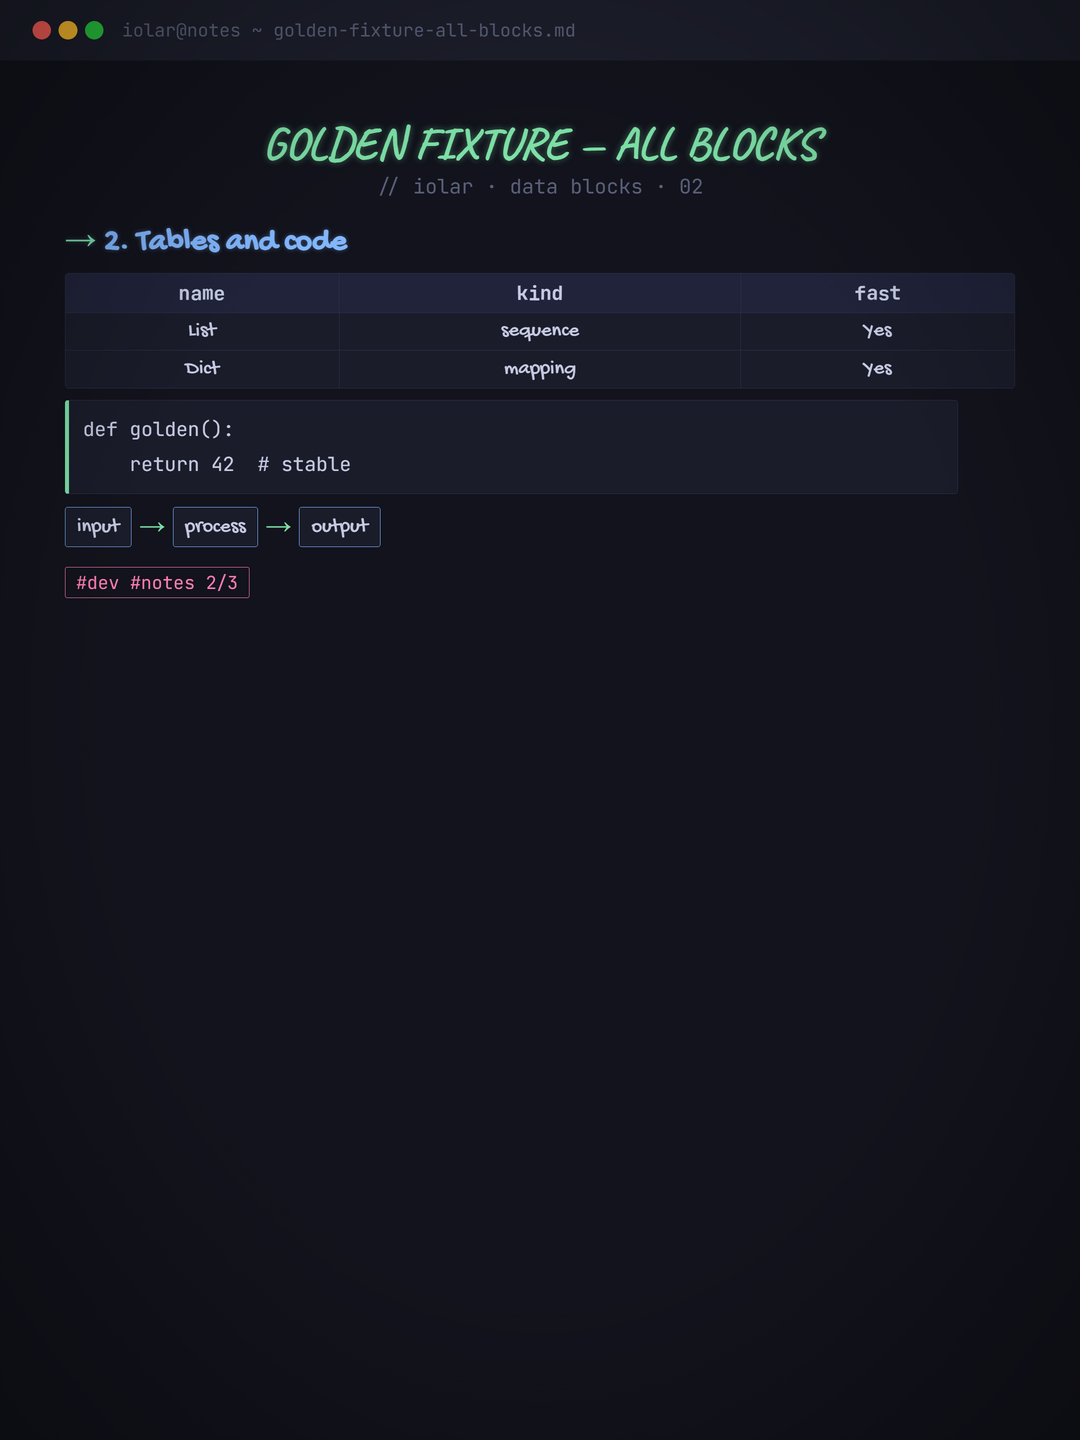 iolar@notes ~ golden-fixture-all-blocks.md
GOLDEN FIXTURE — ALL BLOCKS
// iolar · data blocks · 02
→ 2. Tables and code
name kind fast
List sequence Yes
Dict mapping Yes
def golden():
    return 42  # stable
input → process → output
#dev #notes 2/3